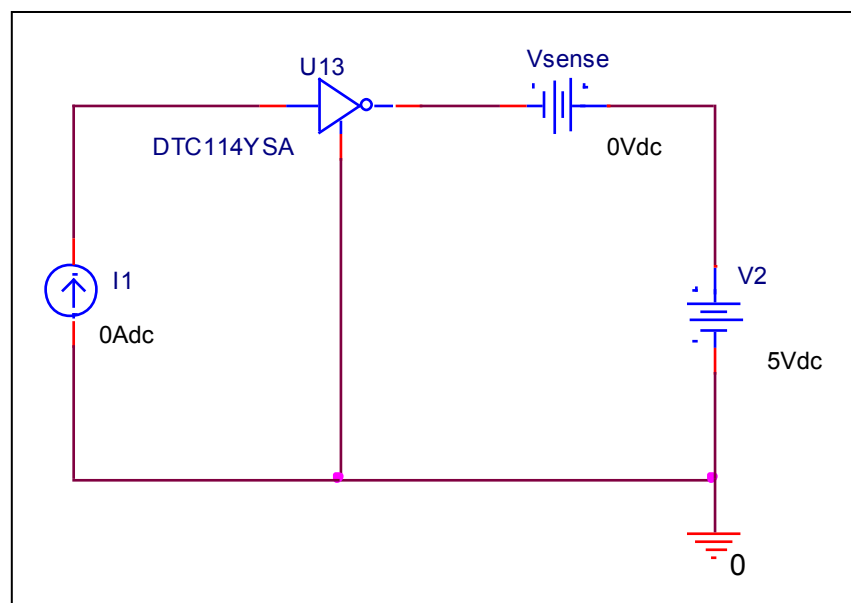 U13
Vsense
DTC114YSA
0Vdc
I1
0Adc
V2
5Vdc
0